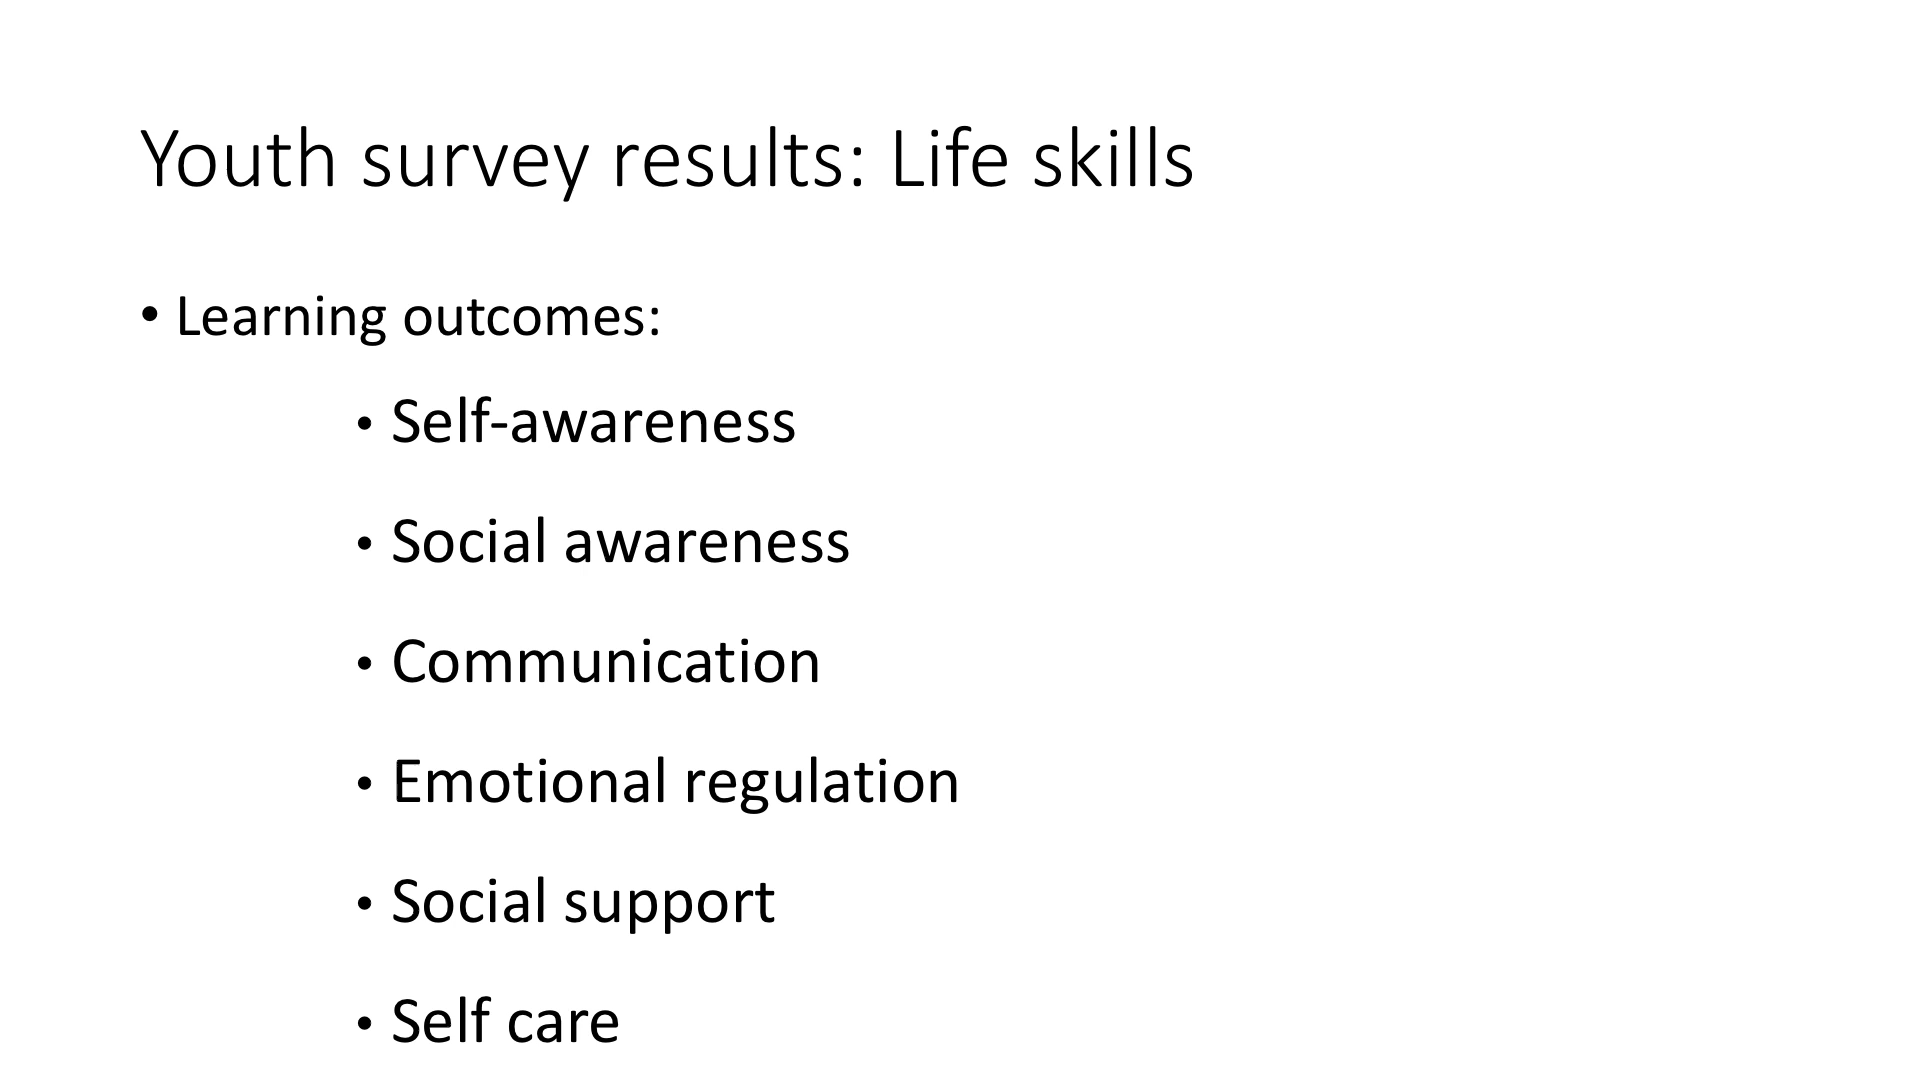 Youth survey results: Life skills
• Learning outcomes:
• Self-awareness
• Social awareness
• Communication
• Emotional regulation
• Social support
• Self care